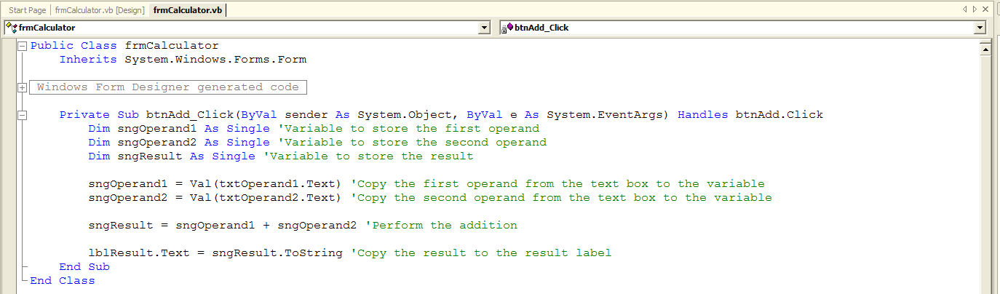 Start Page frmCalculator.vb [Design] frmCalculator.vb
frmCalculator btnAdd_Click
Public Class frmCalculator
    Inherits System.Windows.Forms.Form
Windows Form Designer generated code
    Private Sub btnAdd_Click(ByVal sender As System.Object, ByVal e As System.EventArgs) Handles btnAdd.Click
        Dim sngOperand1 As Single 'Variable to store the first operand
        Dim sngOperand2 As Single 'Variable to store the second operand
        Dim sngResult As Single 'Variable to store the result
        sngOperand1 = Val(txtOperand1.Text) 'Copy the first operand from the text box to the variable
        sngOperand2 = Val(txtOperand2.Text) 'Copy the second operand from the text box to the variable
        sngResult = sngOperand1 + sngOperand2 'Perform the addition
        lblResult.Text = sngResult.ToString 'Copy the result to the result label
    End Sub
End Class